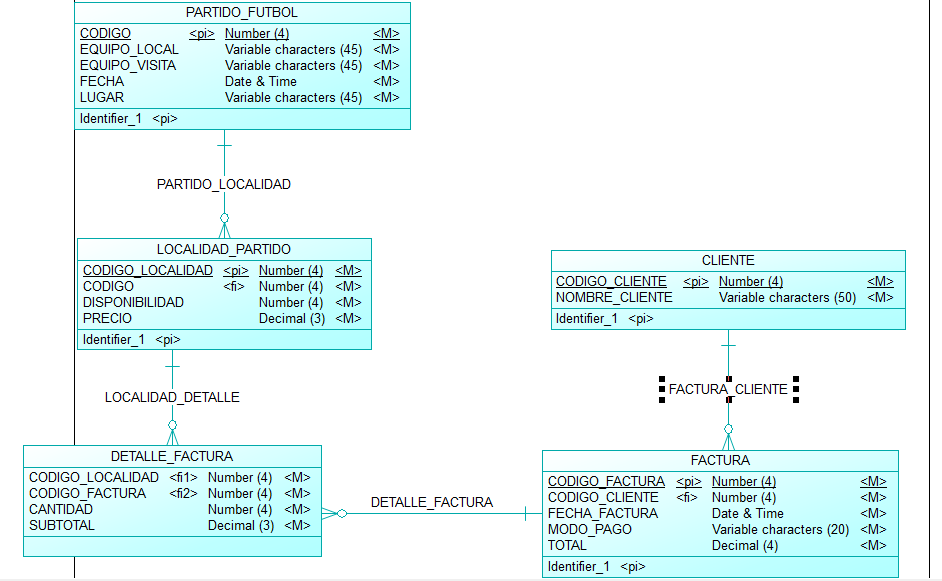 PARTIDO_FUTBOL
CODIGO <pi> Number (4) <M>
EQUIPO_LOCAL Variable characters (45) <M>
EQUIPO_VISITA Variable characters (45) <M>
FECHA Date & Time <M>
LUGAR Variable characters (45) <M>
Identifier_1 <pi>
PARTIDO_LOCALIDAD
LOCALIDAD_PARTIDO
CODIGO_LOCALIDAD <pi> Number (4) <M>
CODIGO <fi> Number (4) <M>
DISPONIBILIDAD Number (4) <M>
PRECIO Decimal (3) <M>
Identifier_1 <pi>
CLIENTE
CODIGO_CLIENTE <pi> Number (4) <M>
NOMBRE_CLIENTE Variable characters (50) <M>
Identifier_1 <pi>
LOCALIDAD_DETALLE
FACTURA_CLIENTE
DETALLE_FACTURA
CODIGO_LOCALIDAD <fi1> Number (4) <M>
CODIGO_FACTURA <fi2> Number (4) <M>
CANTIDAD Number (4) <M>
SUBTOTAL Decimal (3) <M>
DETALLE_FACTURA
FACTURA
CODIGO_FACTURA <pi> Number (4) <M>
CODIGO_CLIENTE <fi> Number (4) <M>
FECHA_FACTURA Date & Time <M>
MODO_PAGO Variable characters (20) <M>
TOTAL Decimal (4) <M>
Identifier_1 <pi>